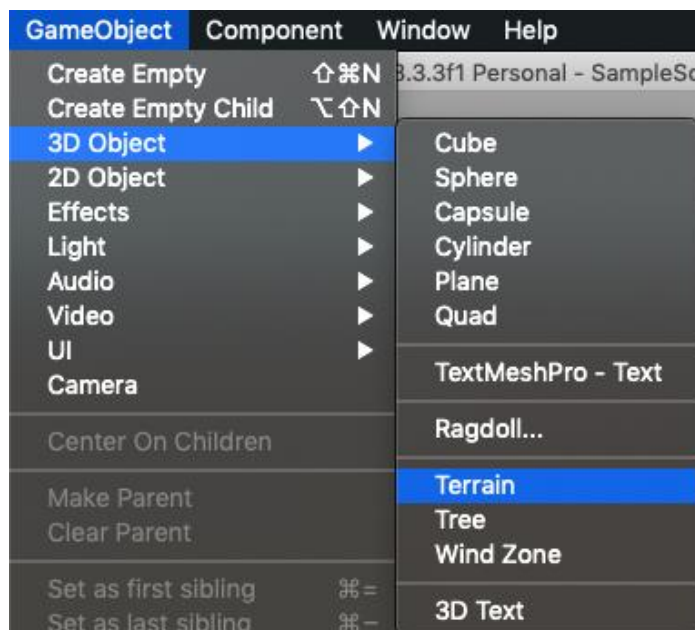 GameObject Component Window Help
3.3.3f1 Personal - SampleSc
Create Empty ⇧⌘N
Create Empty Child ⌥⇧N
3D Object ▶
2D Object ▶
Effects ▶
Light ▶
Audio ▶
Video ▶
UI ▶
Camera
Center On Children
Make Parent
Clear Parent
Set as first sibling ⌘=
Set as last sibling ⌘-
Cube
Sphere
Capsule
Cylinder
Plane
Quad
TextMeshPro - Text
Ragdoll...
Terrain
Tree
Wind Zone
3D Text